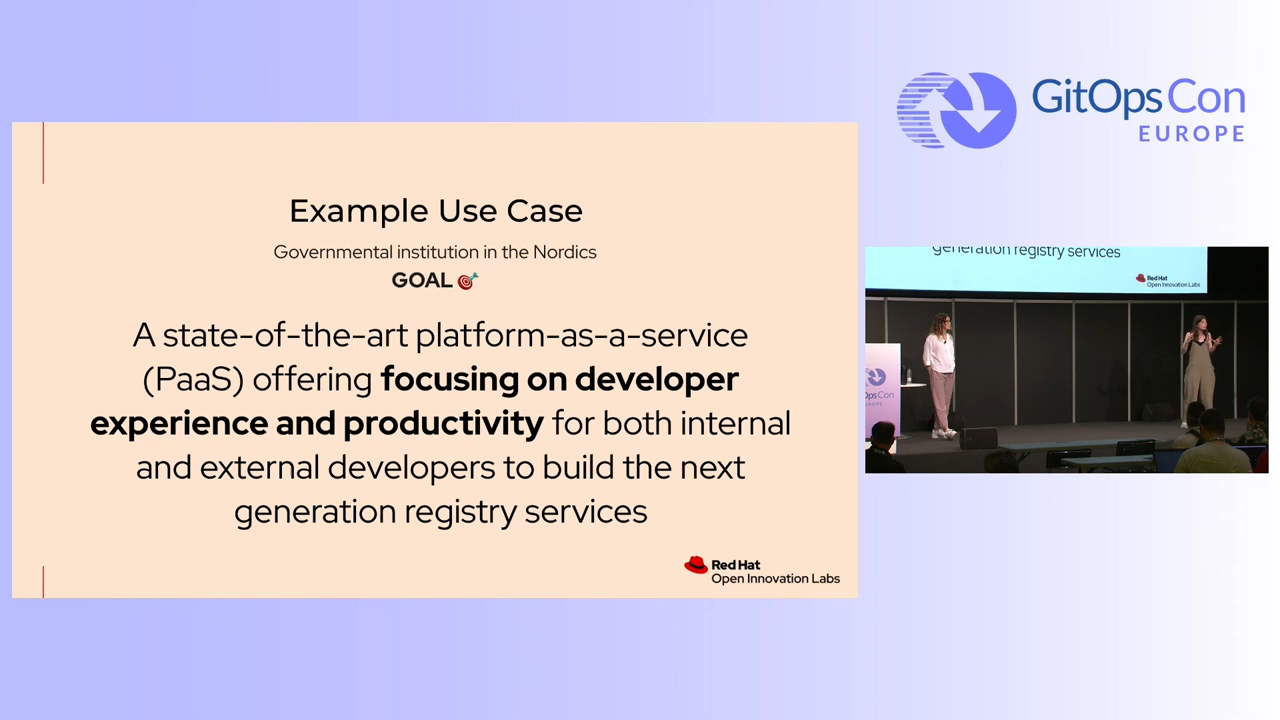 GitOps Con
EUROPE
Example Use Case
Governmental institution in the Nordics
GOAL 🎯
A state-of-the-art platform-as-a-service
(PaaS) offering focusing on developer
experience and productivity for both internal
and external developers to build the next
generation registry services
Red Hat
Open Innovation Labs
generation registry services
Red Hat
Open Innovation Labs
ops Con